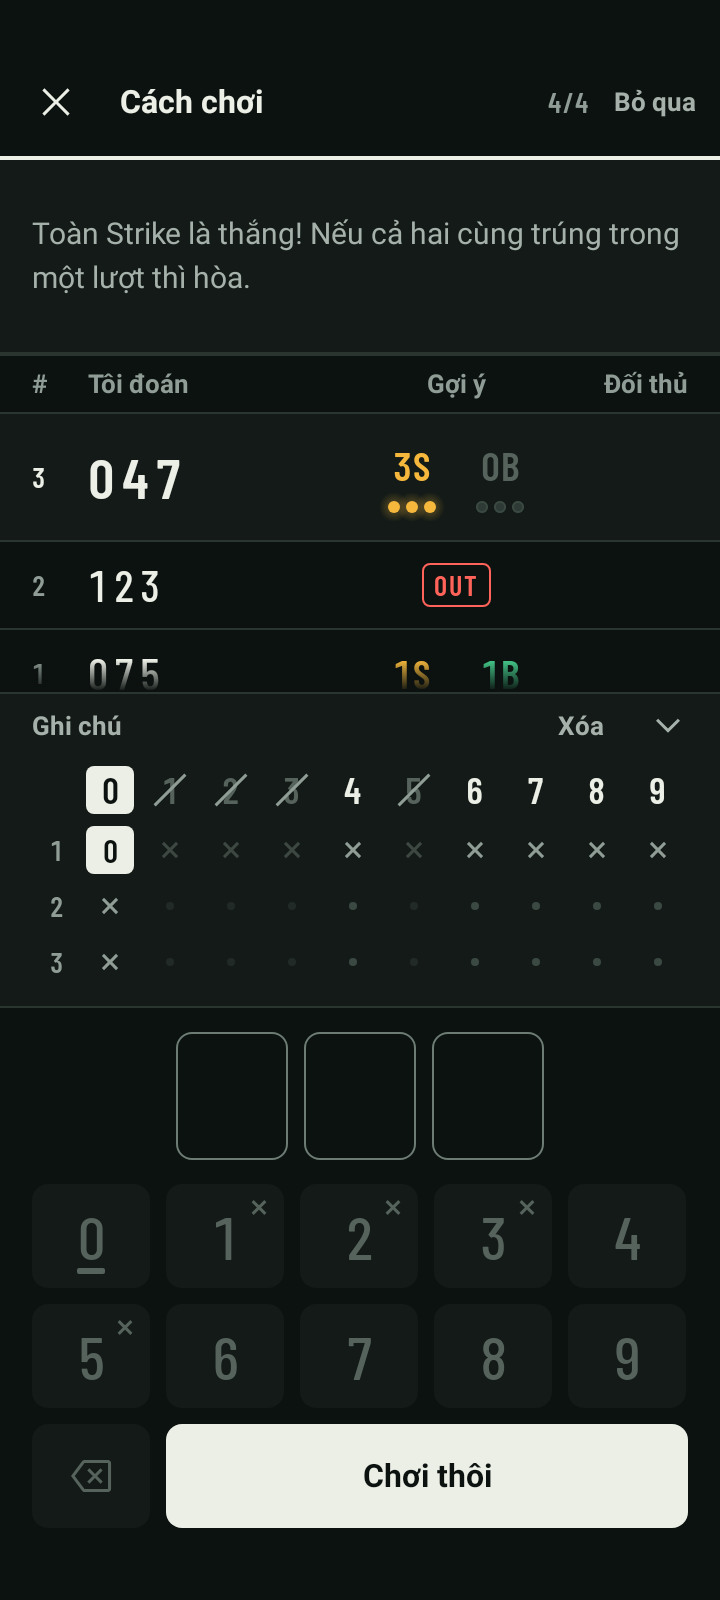 Cách chơi 4/4 Bỏ qua
Toàn Strike là thắng! Nếu cả hai cùng trúng trong
một lượt thì hòa.
# Tôi đoán Gợi ý Đối thủ
3 047 3S 0B
2 123 OUT
1 075 1S 1B
Ghi chú Xóa
0 1 2 3 4 5 6 7 8 9
1 0 × × × × × × × × ×
2 ×
3 ×
0 1 × 2 × 3 × 4
5 × 6 7 8 9
Chơi thôi